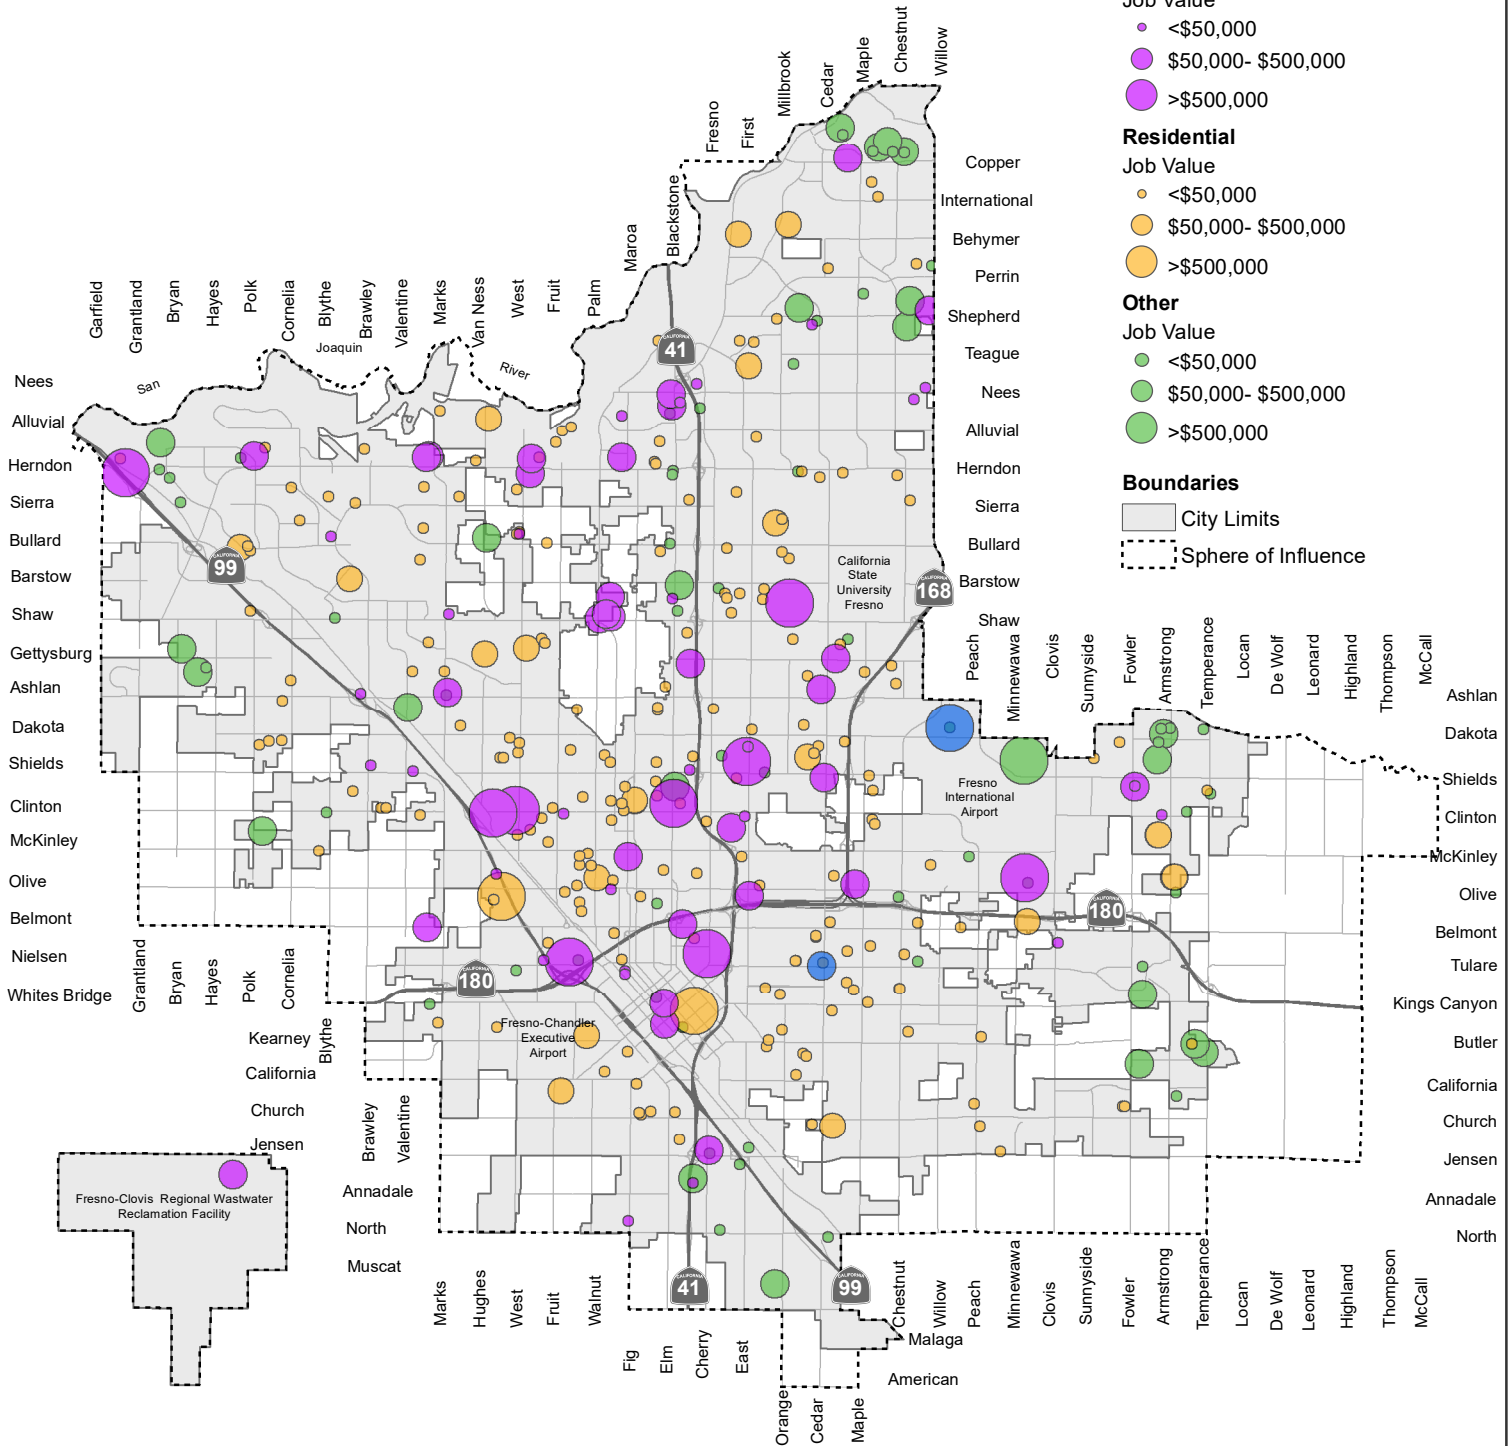 Job Value
<$50,000
$50,000- $500,000
>$500,000
Residential
Job Value
<$50,000
$50,000- $500,000
>$500,000
Other
Job Value
<$50,000
$50,000- $500,000
>$500,000
Boundaries
City Limits
Sphere of Influence
Garfield
Grantland
Bryan
Hayes
Polk
Cornelia
Blythe
Brawley
Valentine
Marks
Van Ness
West
Fruit
Palm
Maroa
Blackstone
Fresno
First
Millbrook
Cedar
Maple
Chestnut
Willow
San
Joaquin
River
Copper
International
Behymer
Perrin
Shepherd
Teague
Nees
Alluvial
Herndon
Sierra
Bullard
Barstow
Shaw
Nees
Alluvial
Herndon
Sierra
Bullard
Barstow
Shaw
Gettysburg
Ashlan
Dakota
Shields
Clinton
McKinley
Olive
Belmont
Nielsen
Whites Bridge
CALIFORNIA
41
CALIFORNIA
99
CALIFORNIA
168
California
State
University
Fresno
Peach
Minnewawa
Clovis
Sunnyside
Fowler
Armstrong
Temperance
Locan
De Wolf
Leonard
Highland
Thompson
McCall
Ashlan
Dakota
Shields
Clinton
McKinley
Olive
Belmont
Tulare
Kings Canyon
Butler
California
Church
Jensen
Annadale
North
Fresno
International
Airport
CALIFORNIA
180
CALIFORNIA
180
Grantland
Bryan
Hayes
Polk
Cornelia
Blythe
Kearney
California
Church
Jensen
Annadale
North
Muscat
Brawley
Valentine
Fresno-Chandler
Executive
Airport
Fresno-Clovis Regional Wastwater
Reclamation Facility
CALIFORNIA
41
CALIFORNIA
99
Marks
Hughes
West
Fruit
Walnut
Fig
Elm
Cherry
East
Orange
Cedar
Maple
Chestnut
Willow
Peach
Minnewawa
Clovis
Sunnyside
Fowler
Armstrong
Temperance
Locan
De Wolf
Leonard
Highland
Thompson
McCall
Malaga
American